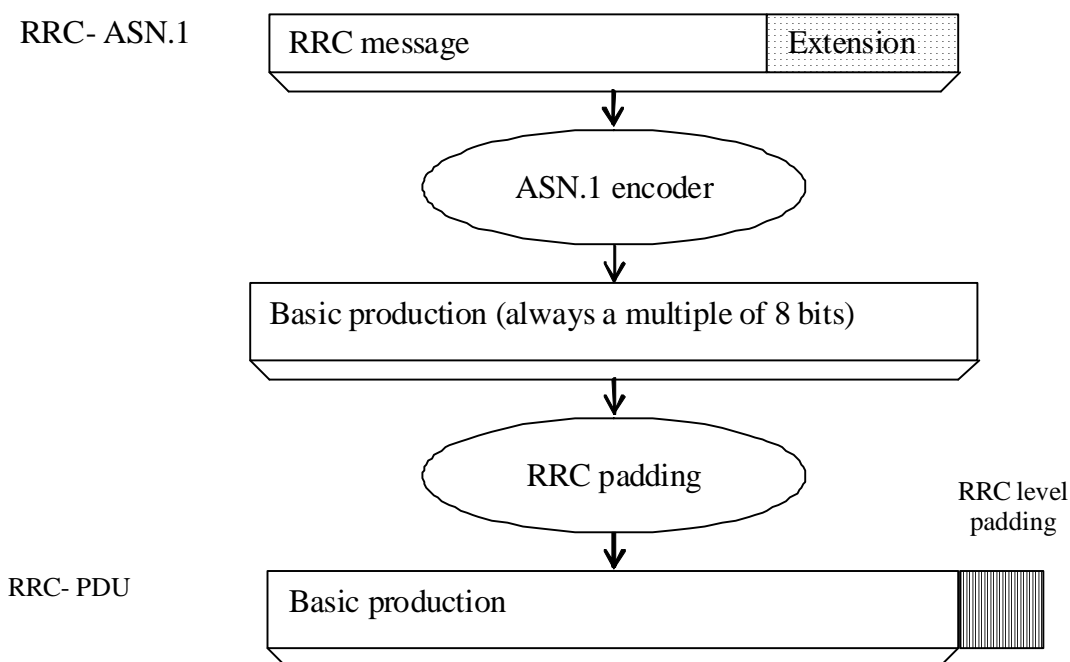 RRC- ASN.1
RRC message
Extension
ASN.1 encoder
Basic production (always a multiple of 8 bits)
RRC padding
RRC level
padding
RRC- PDU
Basic production